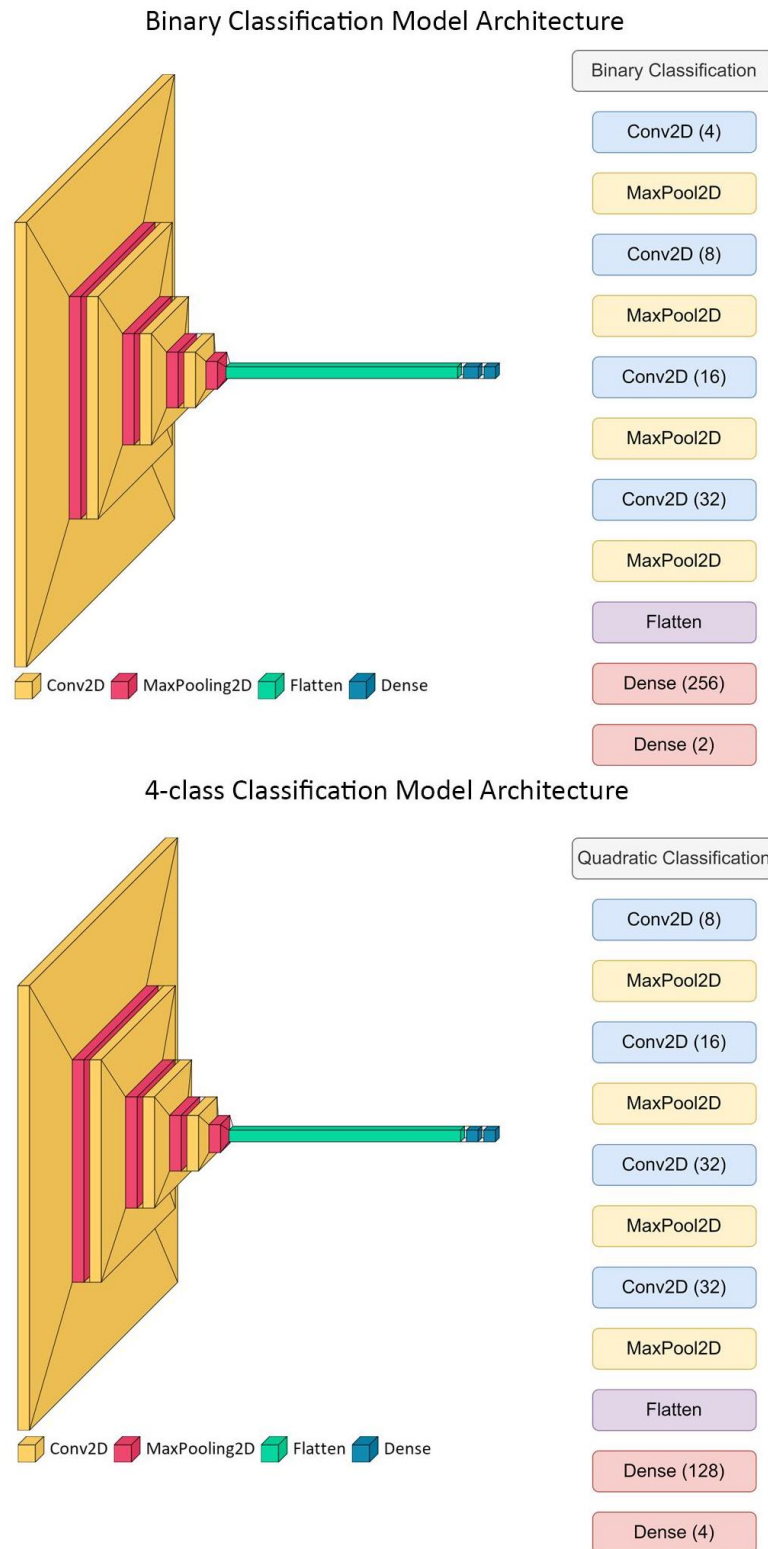 Binary Classification Model Architecture
Binary Classification
Conv2D (4)
MaxPool2D
Conv2D (8)
MaxPool2D
Conv2D (16)
MaxPool2D
Conv2D (32)
MaxPool2D
Flatten
Dense (256)
Dense (2)
Conv2D MaxPooling2D Flatten Dense
4-class Classification Model Architecture
Quadratic Classification
Conv2D (8)
MaxPool2D
Conv2D (16)
MaxPool2D
Conv2D (32)
MaxPool2D
Conv2D (32)
MaxPool2D
Flatten
Dense (128)
Dense (4)
Conv2D MaxPooling2D Flatten Dense